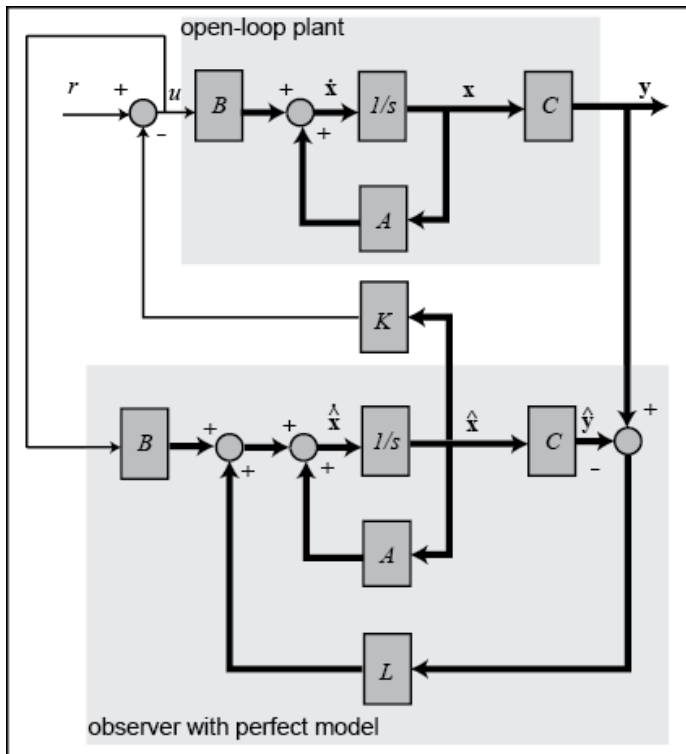 open-loop plant
r + - u B + + ẋ 1/s x C y
A
K
B + + + + x̂̇ 1/s x̂ C ŷ + -
A
L
observer with perfect model